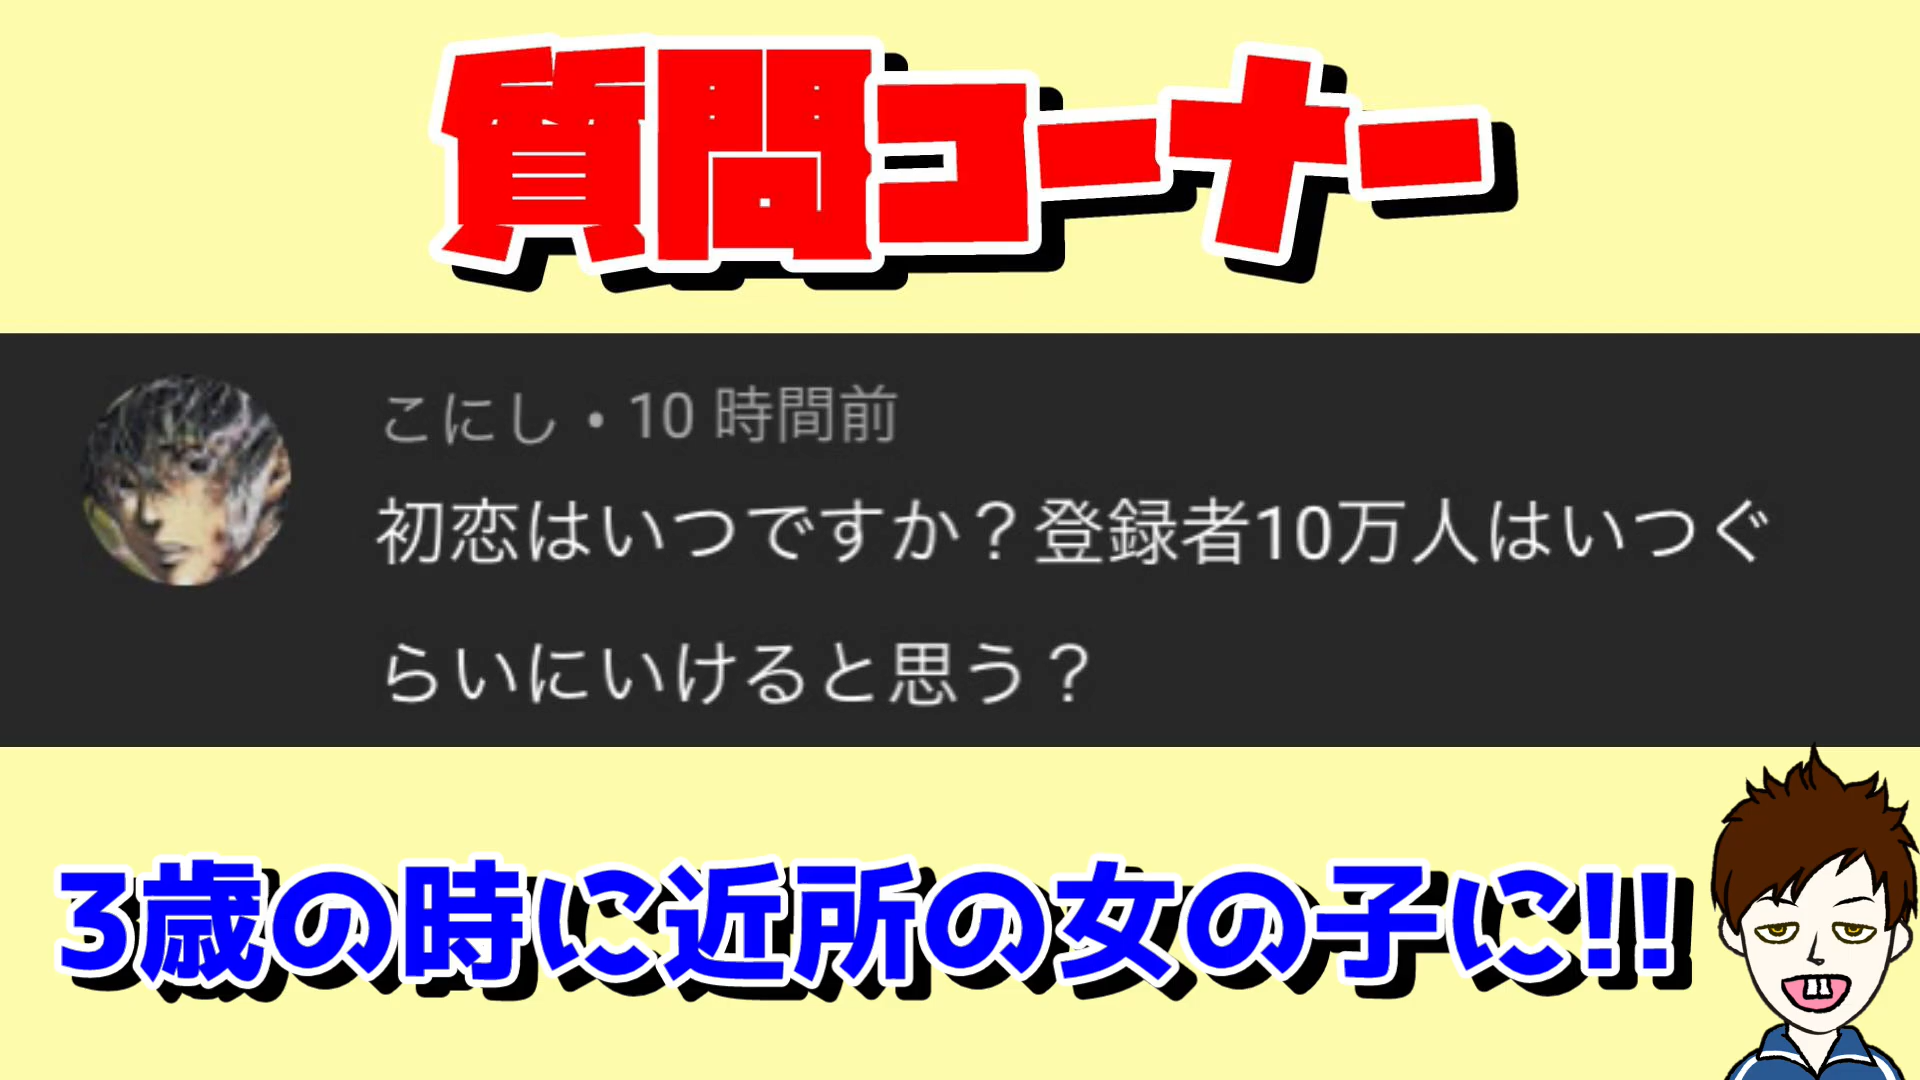 質問コーナー
こにし・10 時間前
初恋はいつですか？登録者10万人はいつぐ
らいにいけると思う？
3歳の時に近所の女の子に!!